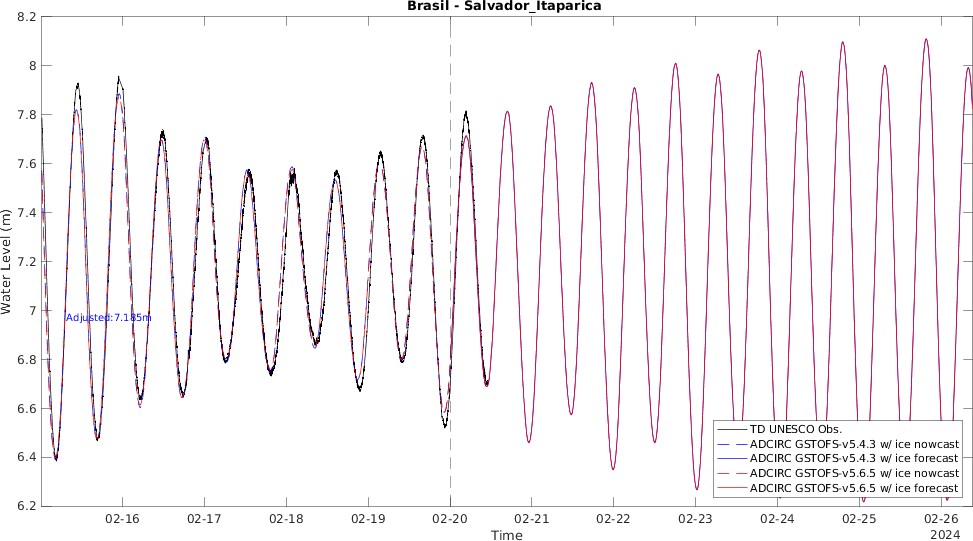 Brasil - Salvador_Itaparica
Water Level (m)
8.2
8
7.8
7.6
7.4
7.2
7
6.8
6.6
6.4
6.2
Adjusted:7.185m
TD UNESCO Obs.
ADCIRC GSTOFS-v5.4.3 w/ ice nowcast
ADCIRC GSTOFS-v5.4.3 w/ ice forecast
ADCIRC GSTOFS-v5.6.5 w/ ice nowcast
ADCIRC GSTOFS-v5.6.5 w/ ice forecast
02-16 02-17 02-18 02-19 02-20 02-21 02-22 02-23 02-24 02-25 02-26
Time
2024